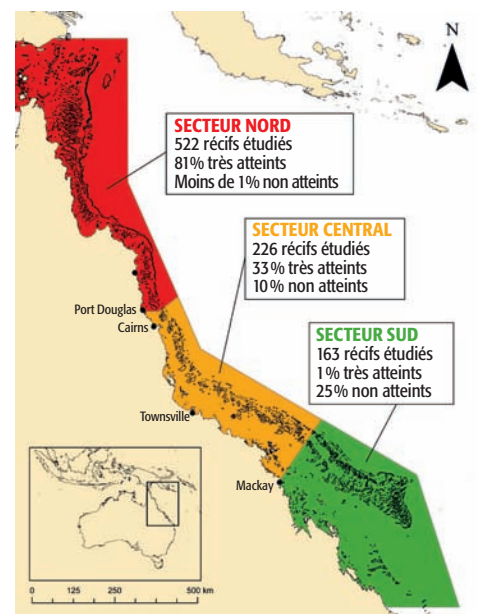 N
SECTEUR NORD
522 récifs étudiés
81% très atteints
Moins de 1% non atteints
SECTEUR CENTRAL
226 récifs étudiés
33% très atteints
10% non atteints
Port Douglas
Cairns
SECTEUR SUD
163 récifs étudiés
1% très atteints
25% non atteints
Townsville
Mackay
0 125 250 500 km